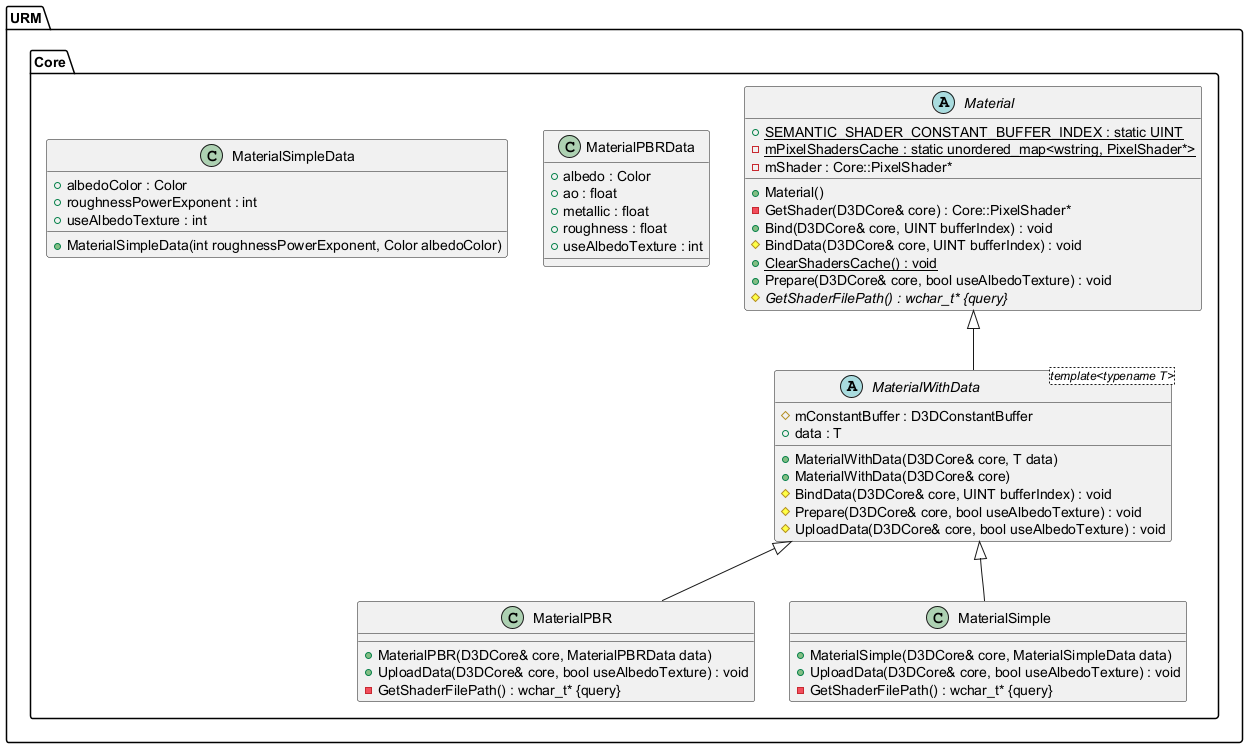 URM
Core
C MaterialSimpleData
albedoColor : Color
roughnessPowerExponent : int
useAlbedoTexture : int
MaterialSimpleData(int roughnessPowerExponent, Color albedoColor)
C MaterialPBRData
albedo : Color
ao : float
metallic : float
roughness : float
useAlbedoTexture : int
A Material
SEMANTIC_SHADER_CONSTANT_BUFFER_INDEX : static UINT
mPixelShadersCache : static unordered_map<wstring, PixelShader*>
mShader : Core::PixelShader*
Material()
GetShader(D3DCore& core) : Core::PixelShader*
Bind(D3DCore& core, UINT bufferIndex) : void
BindData(D3DCore& core, UINT bufferIndex) : void
ClearShadersCache() : void
Prepare(D3DCore& core, bool useAlbedoTexture) : void
GetShaderFilePath() : wchar_t* {query}
template<typename T>
A MaterialWithData
mConstantBuffer : D3DConstantBuffer
data : T
MaterialWithData(D3DCore& core, T data)
MaterialWithData(D3DCore& core)
BindData(D3DCore& core, UINT bufferIndex) : void
Prepare(D3DCore& core, bool useAlbedoTexture) : void
UploadData(D3DCore& core, bool useAlbedoTexture) : void
C MaterialPBR
MaterialPBR(D3DCore& core, MaterialPBRData data)
UploadData(D3DCore& core, bool useAlbedoTexture) : void
GetShaderFilePath() : wchar_t* {query}
C MaterialSimple
MaterialSimple(D3DCore& core, MaterialSimpleData data)
UploadData(D3DCore& core, bool useAlbedoTexture) : void
GetShaderFilePath() : wchar_t* {query}